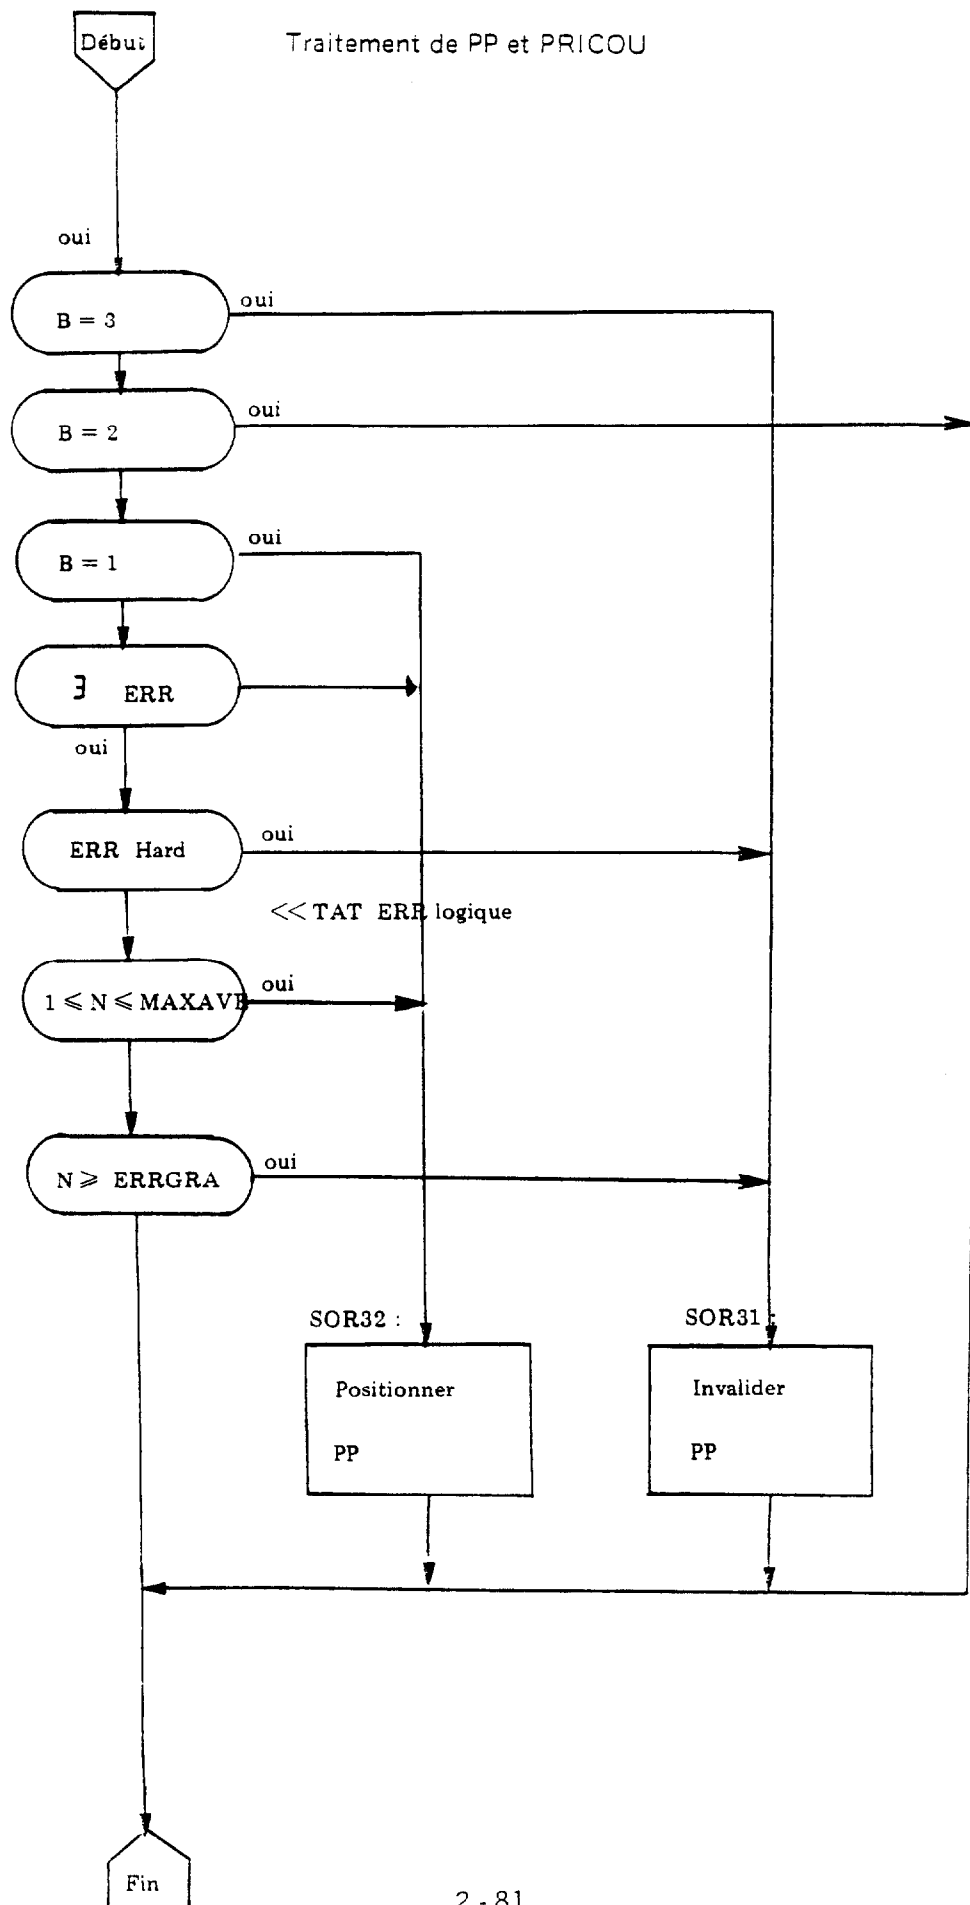 Début
Traitement de PP et PRICOU
oui
oui
B = 3
oui
B = 2
oui
B = 1
∃ ERR
oui
oui
ERR Hard
<< TAT ERR logique
oui
1 ⩽ N ⩽ MAXAVE
oui
N ⩾ ERRGRA
SOR32 :
SOR31 :
Positionner
PP
Invalider
PP
Fin
2 - 81